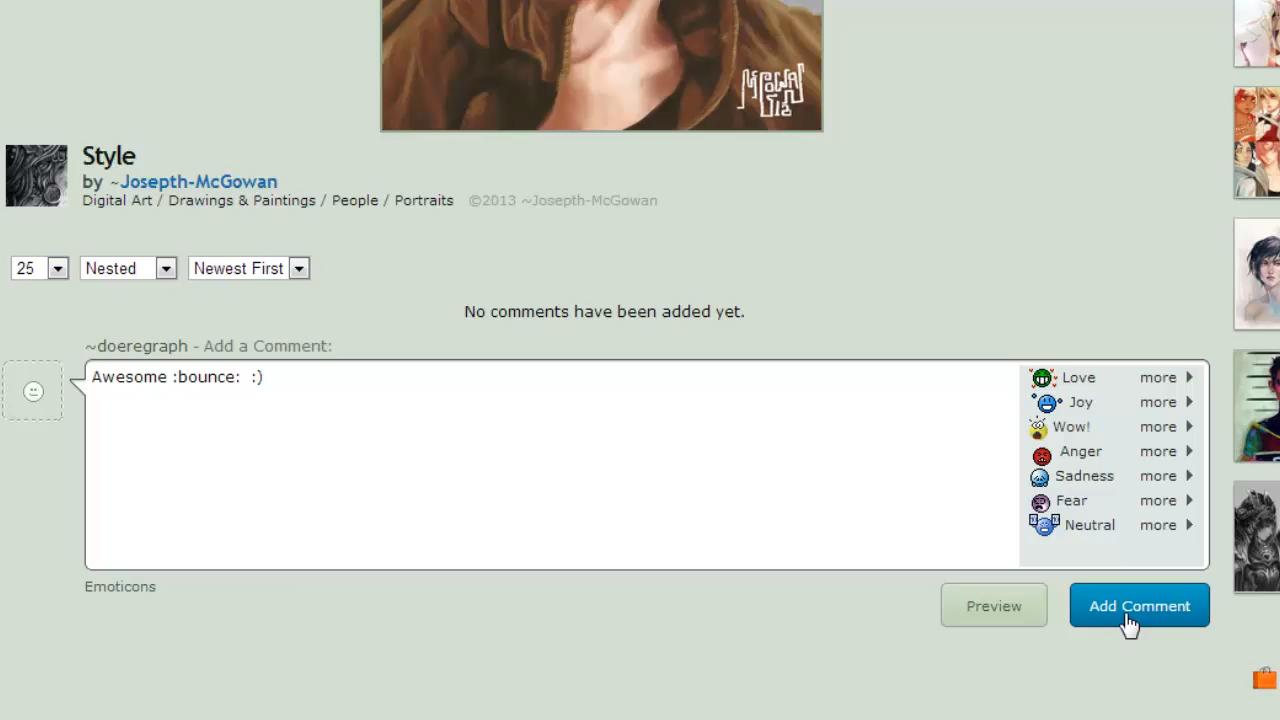 Style
by ~Josepth-McGowan
Digital Art / Drawings & Paintings / People / Portraits ©2013 ~Josepth-McGowan
25 Nested Newest First
No comments have been added yet.
~doeregraph - Add a Comment:
Awesome :bounce:  :)
Love more
Joy more
Wow! more
Anger more
Sadness more
Fear more
Neutral more
Emoticons
Preview Add Comment